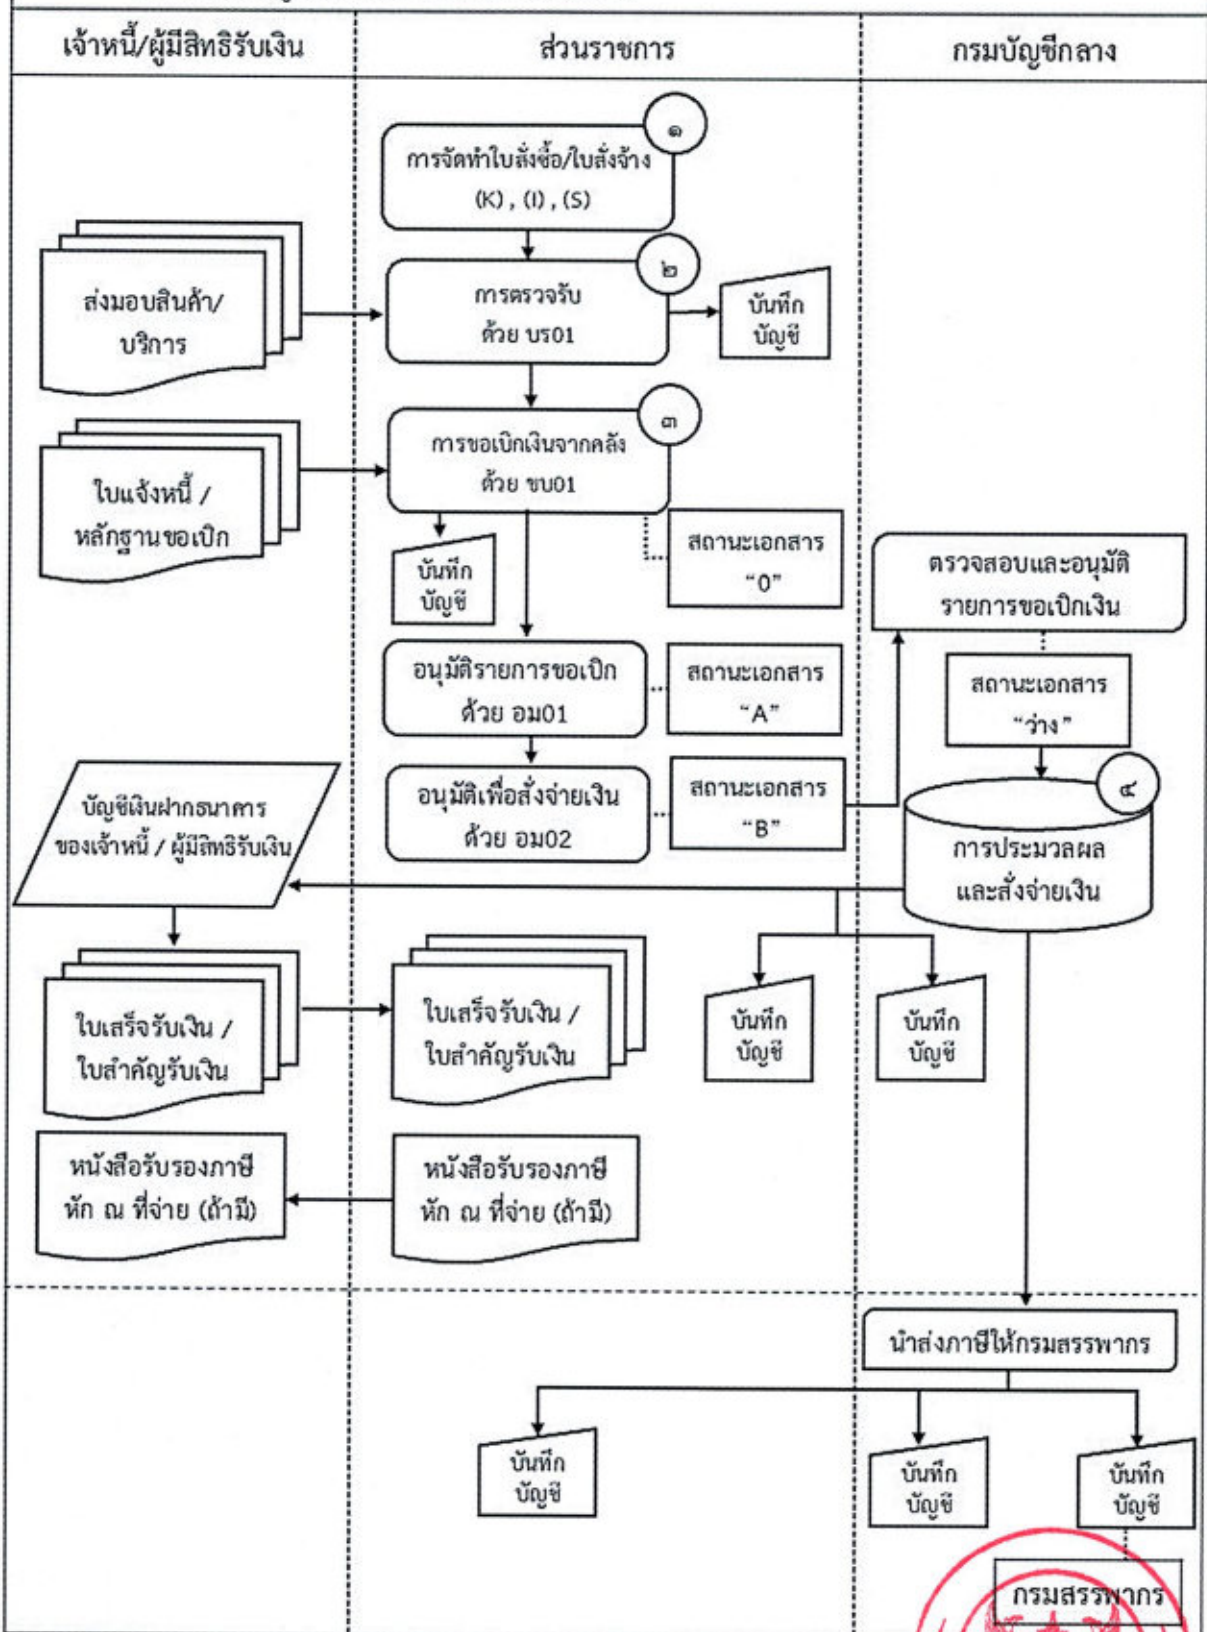 เจ้าหนี้/ผู้มีสิทธิรับเงิน
ส่วนราชการ
กรมบัญชีกลาง
๑
การจัดทำใบสั่งซื้อ/ใบสั่งจ้าง
(K) , (I) , (S)
ส่งมอบสินค้า/
บริการ
๒
การตรวจรับ
ด้วย บร01
บันทึก
บัญชี
ใบแจ้งหนี้ /
หลักฐานขอเบิก
๓
การขอเบิกเงินจากคลัง
ด้วย ขบ01
บันทึก
บัญชี
สถานะเอกสาร
“0”
ตรวจสอบและอนุมัติ
รายการขอเบิกเงิน
อนุมัติรายการขอเบิก
ด้วย อม01
สถานะเอกสาร
“A”
สถานะเอกสาร
“ว่าง”
อนุมัติเพื่อสั่งจ่ายเงิน
ด้วย อม02
สถานะเอกสาร
“B”
๔
การประมวลผล
และสั่งจ่ายเงิน
บัญชีเงินฝากธนาคาร
ของเจ้าหนี้ / ผู้มีสิทธิรับเงิน
ใบเสร็จรับเงิน /
ใบสำคัญรับเงิน
ใบเสร็จรับเงิน /
ใบสำคัญรับเงิน
บันทึก
บัญชี
บันทึก
บัญชี
หนังสือรับรองภาษี
หัก ณ ที่จ่าย (ถ้ามี)
หนังสือรับรองภาษี
หัก ณ ที่จ่าย (ถ้ามี)
นำส่งภาษีให้กรมสรรพากร
บันทึก
บัญชี
บันทึก
บัญชี
บันทึก
บัญชี
กรมสรรพากร